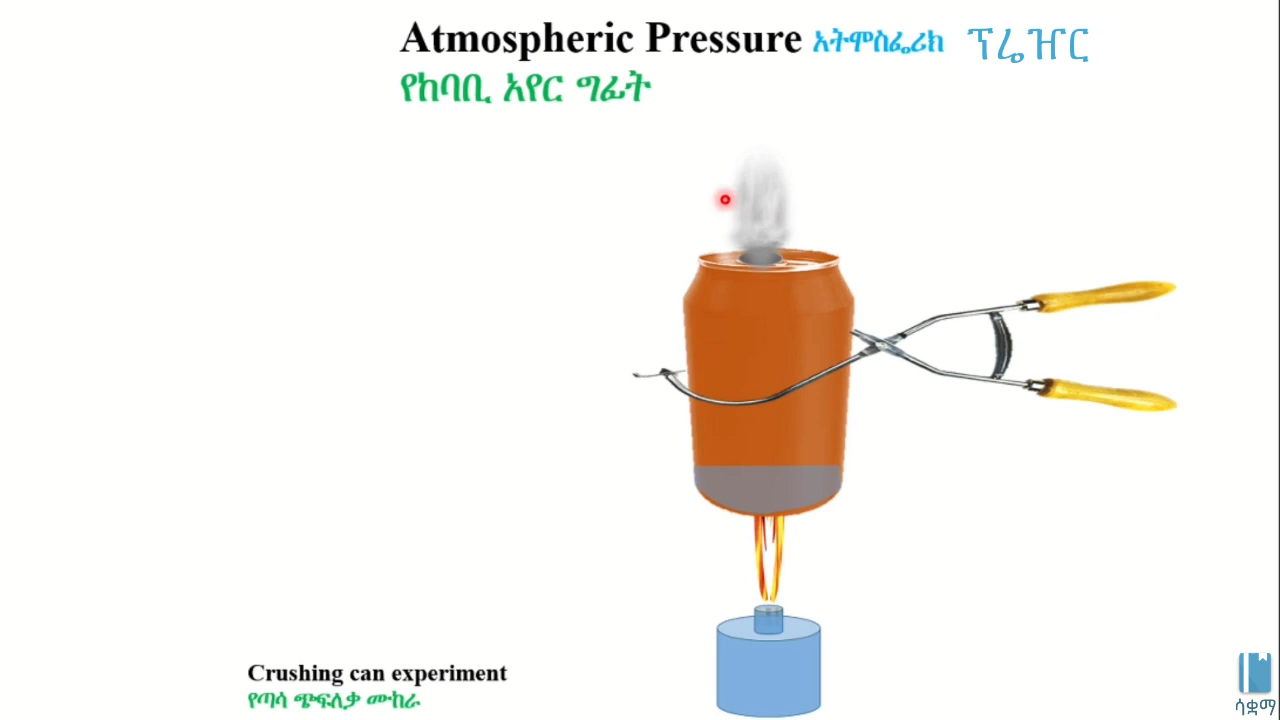 Atmospheric Pressure አትሞስፌሪክ ፕሬዠር
የከባቢ አየር ግፊት
Crushing can experiment
የጣሳ ጭፍለቃ ሙከራ
ሳቋማ